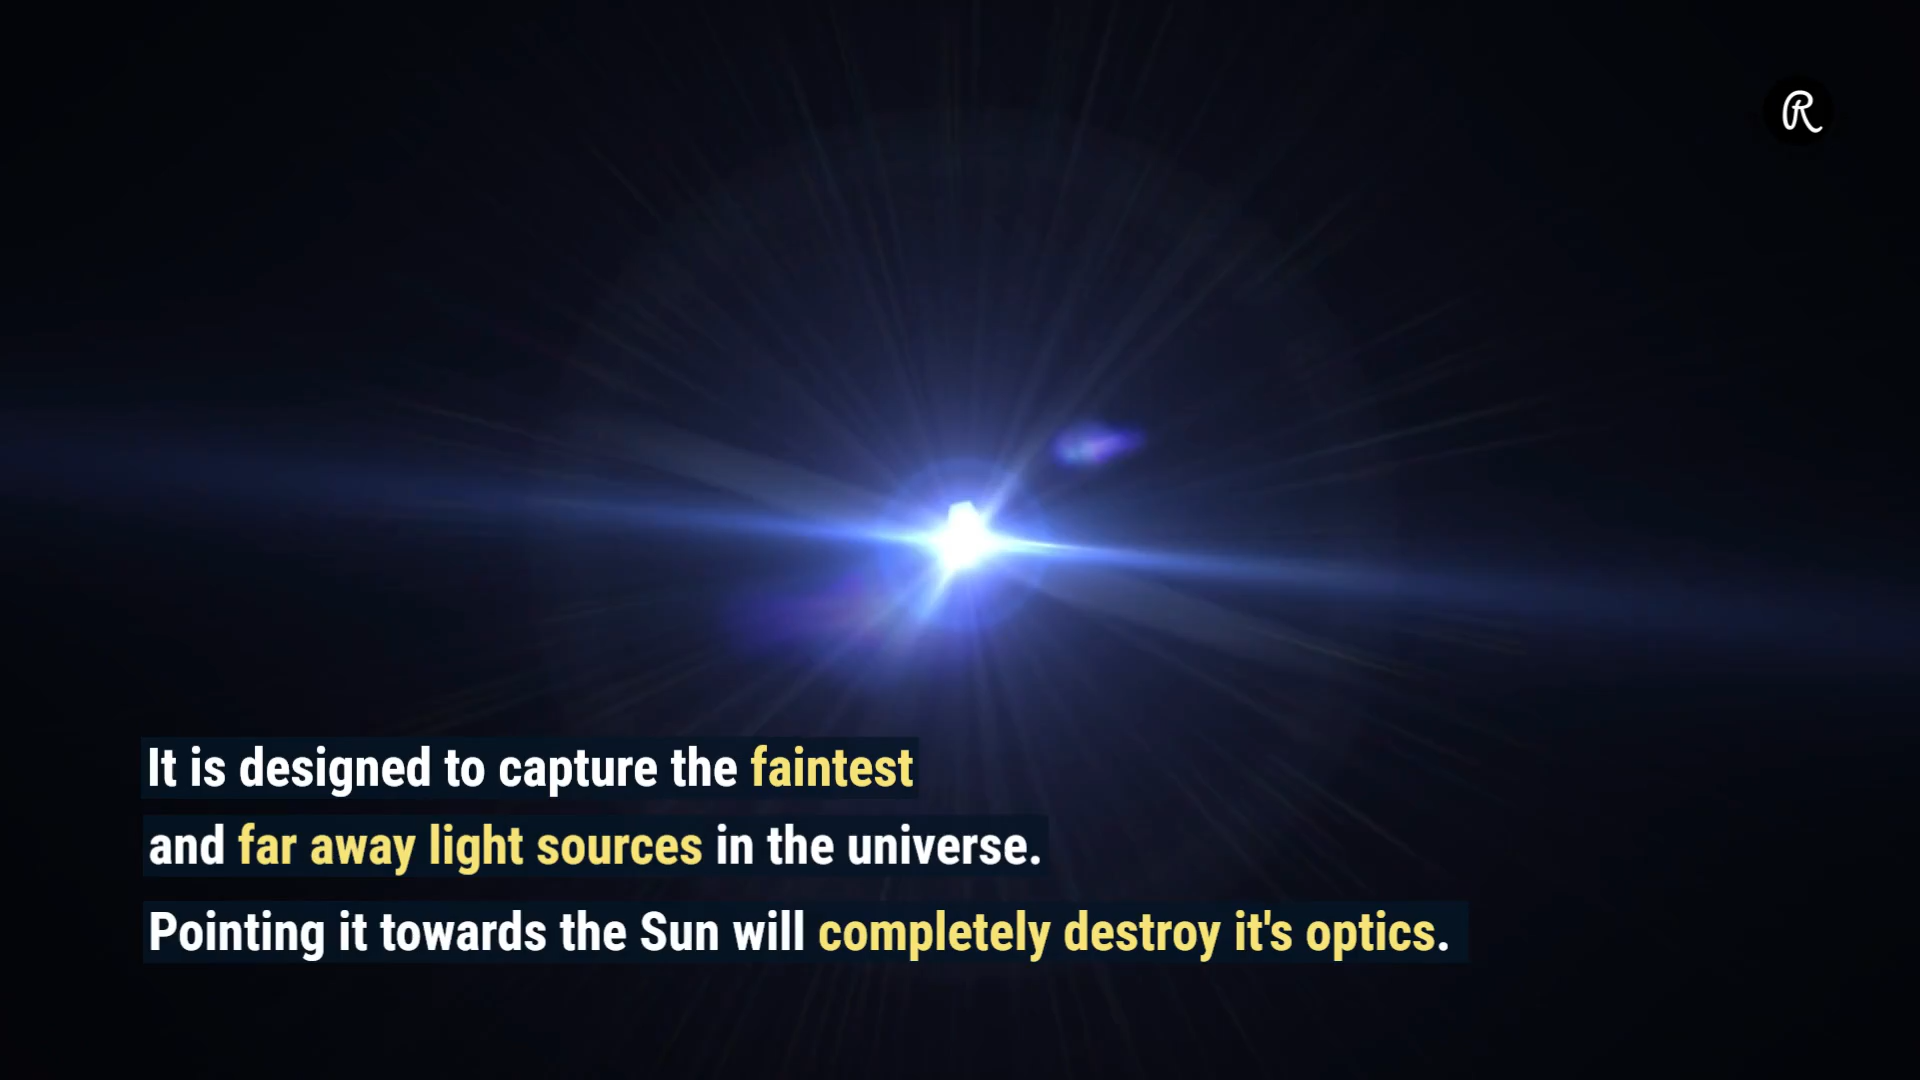 R
It is designed to capture the faintest
and far away light sources in the universe.
Pointing it towards the Sun will completely destroy it's optics.